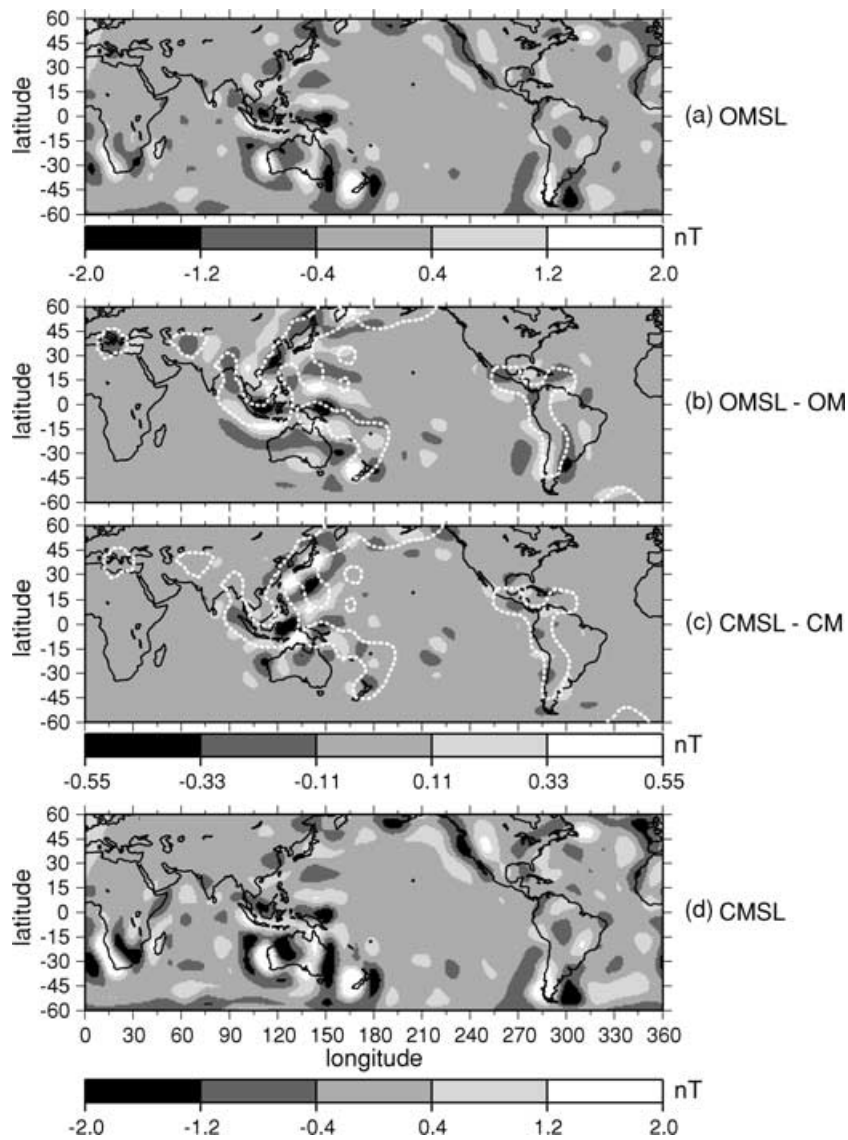 60
45
30
15
0
-15
-30
-45
-60
latitude
(a) OMSL
nT
-2.0 -1.2 -0.4 0.4 1.2 2.0
60
45
30
15
0
-15
-30
-45
-60
latitude
(b) OMSL - OM
60
45
30
15
0
-15
-30
-45
-60
latitude
(c) CMSL - CM
nT
-0.55 -0.33 -0.11 0.11 0.33 0.55
60
45
30
15
0
-15
-30
-45
-60
latitude
(d) CMSL
0 30 60 90 120 150 180 210 240 270 300 330 360
longitude
nT
-2.0 -1.2 -0.4 0.4 1.2 2.0